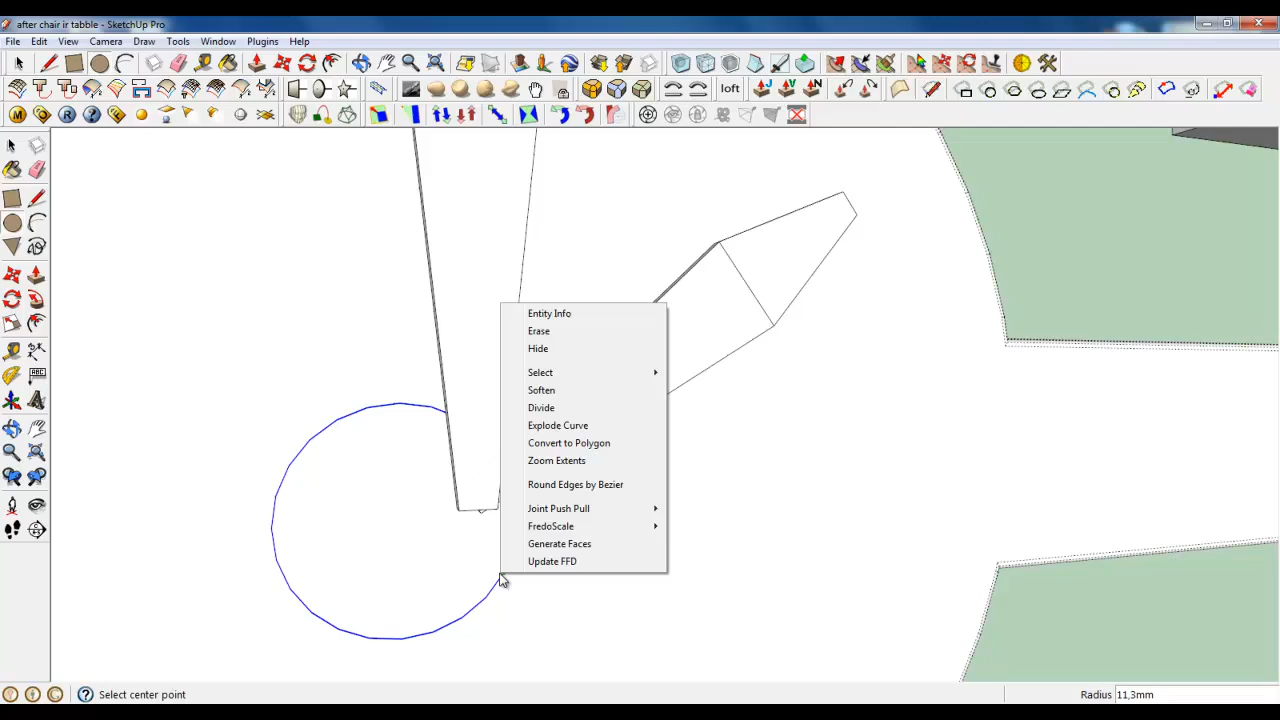 after chair ir tabble - SketchUp Pro
File Edit View Camera Draw Tools Window Plugins Help
loft J V N
M R ?
ABC
Entity Info
Erase
Hide
Select
Soften
Divide
Explode Curve
Convert to Polygon
Zoom Extents
Round Edges by Bezier
Joint Push Pull
FredoScale
Generate Faces
Update FFD
? Select center point Radius 11,3mm